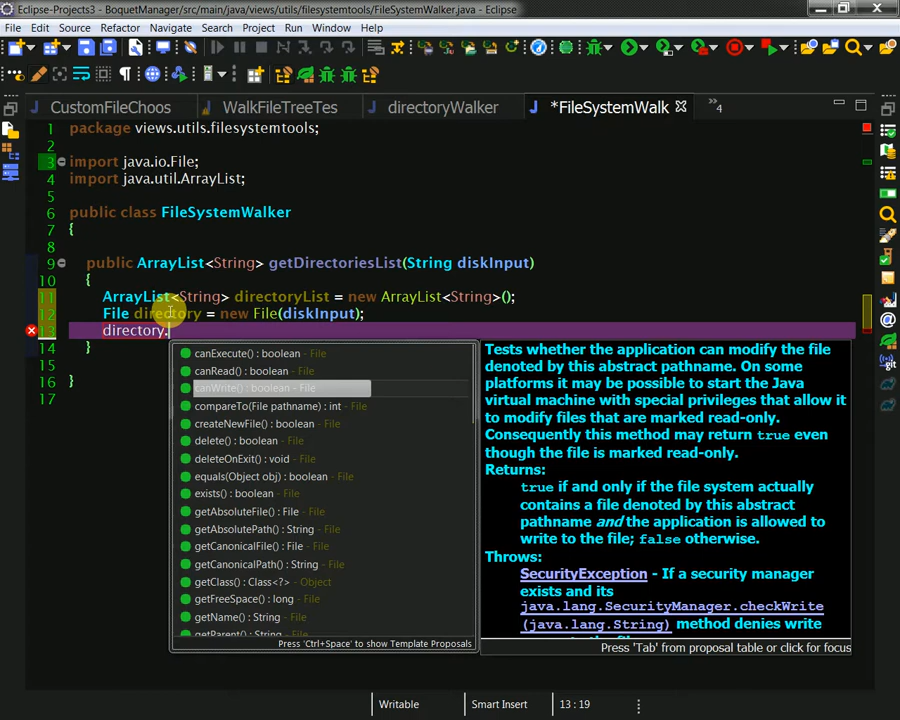 Eclipse-Projects3 - BoquetManager/src/main/java/views/utils/filesystemtools/FileSystemWalker.java - Eclipse
File Edit Source Refactor Navigate Search Project Run Window Help
CustomFileChoos WalkFileTreeTes directoryWalker *FileSystemWalk »4
1 package views.utils.filesystemtools;
2
3 import java.io.File;
4 import java.util.ArrayList;
5
6 public class FileSystemWalker
7 {
8
9 public ArrayList<String> getDirectoriesList(String diskInput)
10 {
11 ArrayList<String> directoryList = new ArrayList<String>();
12 File directory = new File(diskInput);
13 directory.
14 }
15
16 }
17
canExecute() : boolean - File
canRead() : boolean - File
canWrite() : boolean - File
compareTo(File pathname) : int - File
createNewFile() : boolean - File
delete() : boolean - File
deleteOnExit() : void - File
equals(Object obj) : boolean - File
exists() : boolean - File
getAbsoluteFile() : File - File
getAbsolutePath() : String - File
getCanonicalFile() : File - File
getCanonicalPath() : String - File
getClass() : Class<?> - Object
getFreeSpace() : long - File
getName() : String - File
getParent() : String - File
Press 'Ctrl+Space' to show Template Proposals
Tests whether the application can modify the file
denoted by this abstract pathname. On some
platforms it may be possible to start the Java
virtual machine with special privileges that allow it
to modify files that are marked read-only.
Consequently this method may return true even
though the file is marked read-only.
Returns:
true if and only if the file system actually
contains a file denoted by this abstract
pathname and the application is allowed to
write to the file; false otherwise.
Throws:
SecurityException - If a security manager
exists and its
java.lang.SecurityManager.checkWrite
(java.lang.String) method denies write
Press 'Tab' from proposal table or click for focus
Writable Smart Insert 13 : 19